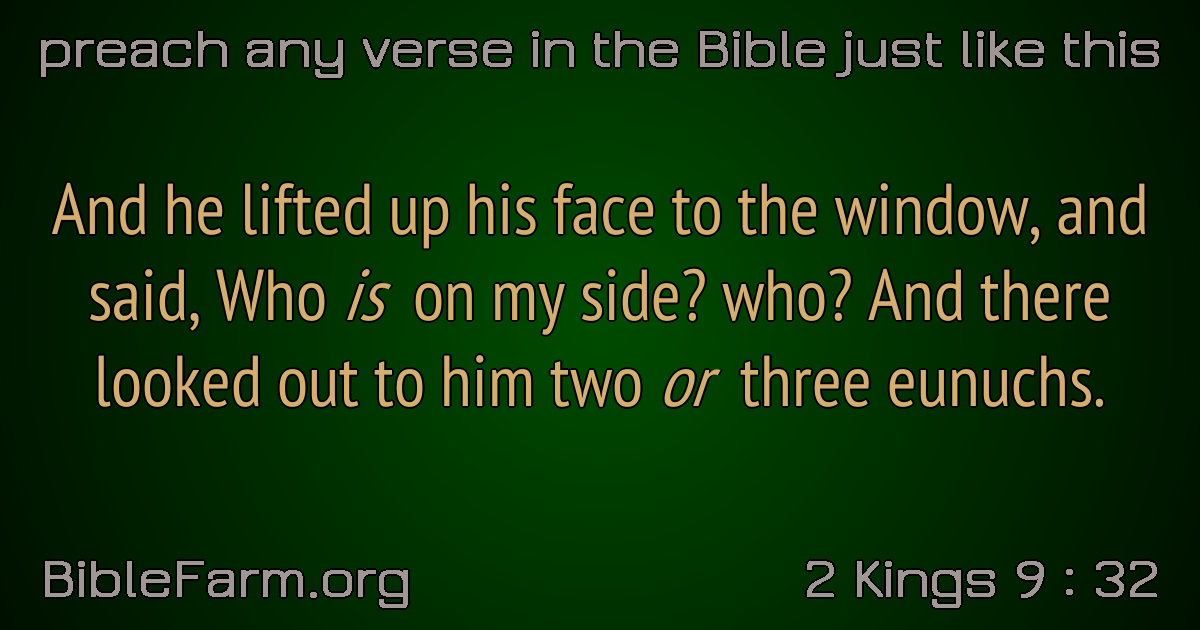 preach any verse in the Bible just like this
And he lifted up his face to the window, and
said, Who is on my side? who? And there
looked out to him two or three eunuchs.
BibleFarm.org
2 Kings 9 : 32